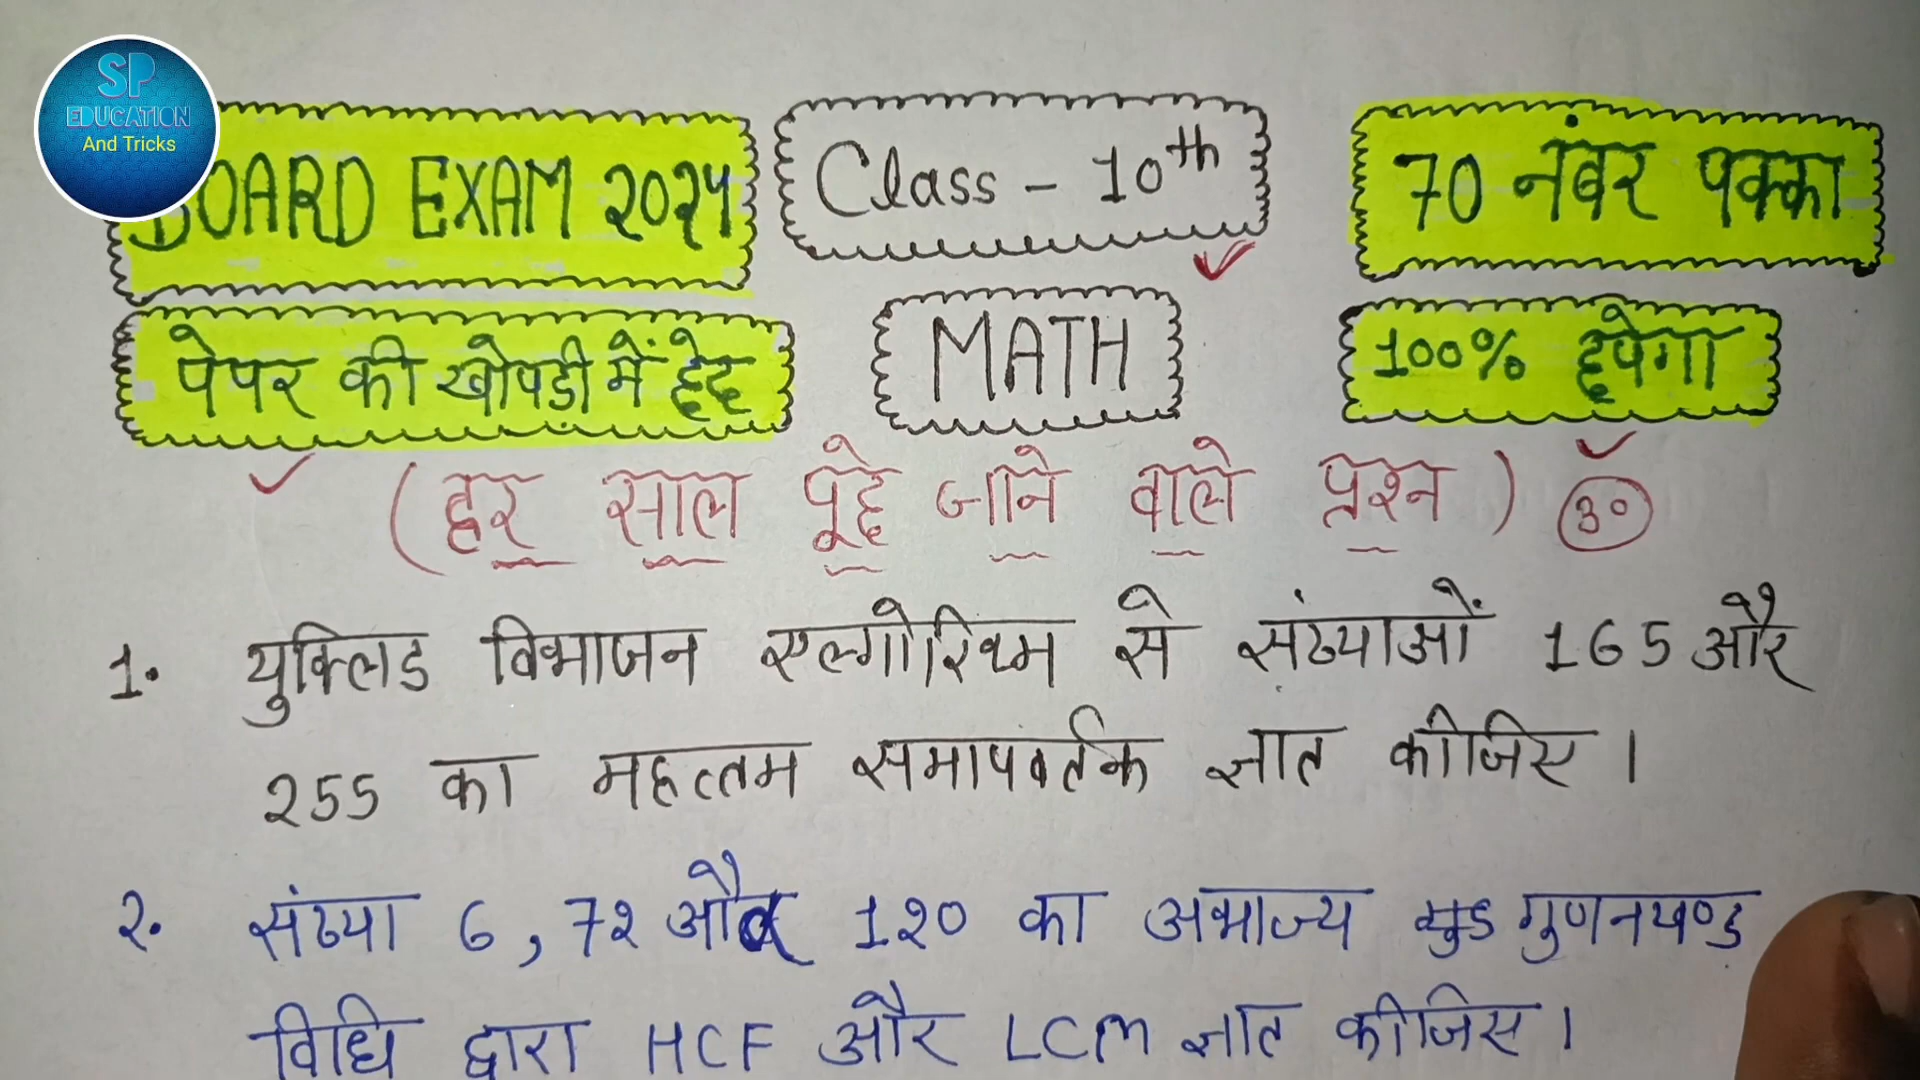 SP
EDUCATION
And Tricks
BOARD EXAM 2024
Class - 10th
70 नंबर पक्का
पेपर की खोपड़ी में छेद
MATH
100% छपेगा
(हर साल पूछे जाने वाले प्रश्न) 30
1. युक्लिड विभाजन एल्गोरिथ्म से संख्याओं 165 और
255 का महत्तम समापवर्तक ज्ञात कीजिए।
2. संख्या 6, 72 और 120 का अभाज्य गुणनखण्ड
विधि द्वारा HCF और LCM ज्ञात कीजिए।